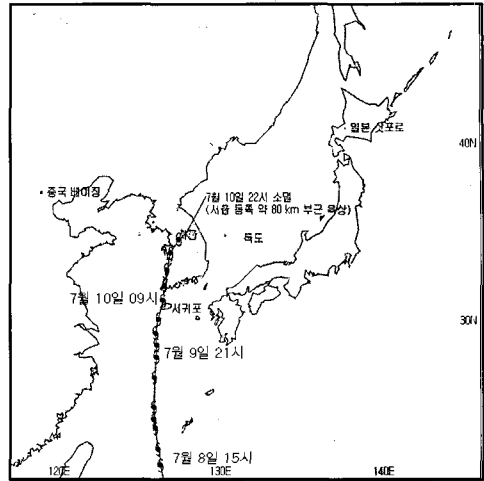 일본 삿포로
40N
중국 베이징
7월 10일 22시 소멸
(서울 동쪽 약 80 km 부근 육상)
독도
7월 10일 09시
서귀포
30N
7월 9일 21시
7월 8일 15시
120E
130E
140E